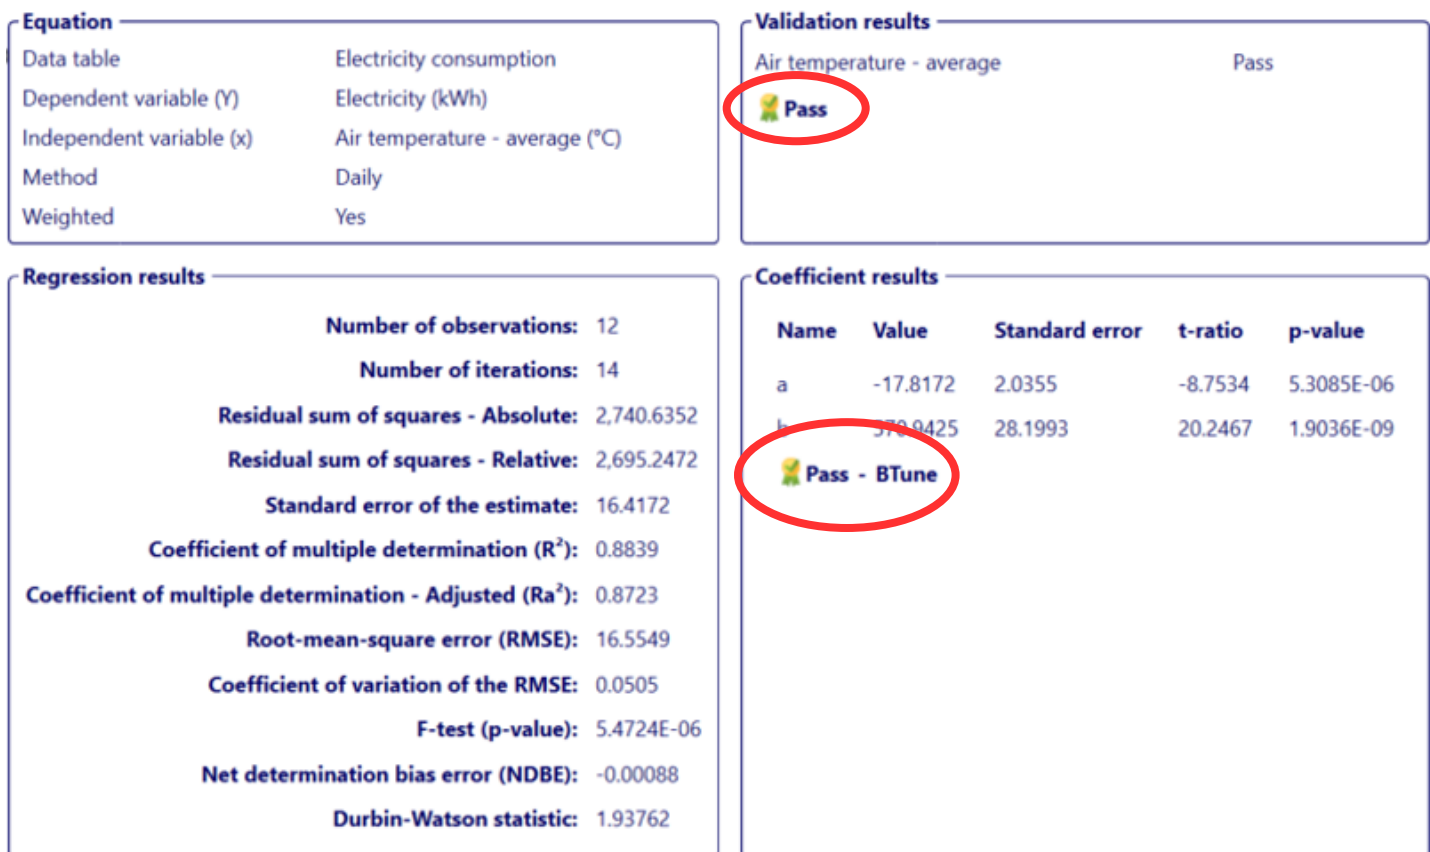 Equation
Data table Electricity consumption
Dependent variable (Y) Electricity (kWh)
Independent variable (x) Air temperature - average (°C)
Method Daily
Weighted Yes
Validation results
Air temperature - average Pass
Pass
Regression results
Number of observations: 12
Number of iterations: 14
Residual sum of squares - Absolute: 2,740.6352
Residual sum of squares - Relative: 2,695.2472
Standard error of the estimate: 16.4172
Coefficient of multiple determination (R²): 0.8839
Coefficient of multiple determination - Adjusted (Ra²): 0.8723
Root-mean-square error (RMSE): 16.5549
Coefficient of variation of the RMSE: 0.0505
F-test (p-value): 5.4724E-06
Net determination bias error (NDBE): -0.00088
Durbin-Watson statistic: 1.93762
Coefficient results
Name Value Standard error t-ratio p-value
a -17.8172 2.0355 -8.7534 5.3085E-06
b 570.9425 28.1993 20.2467 1.9036E-09
Pass - BTune